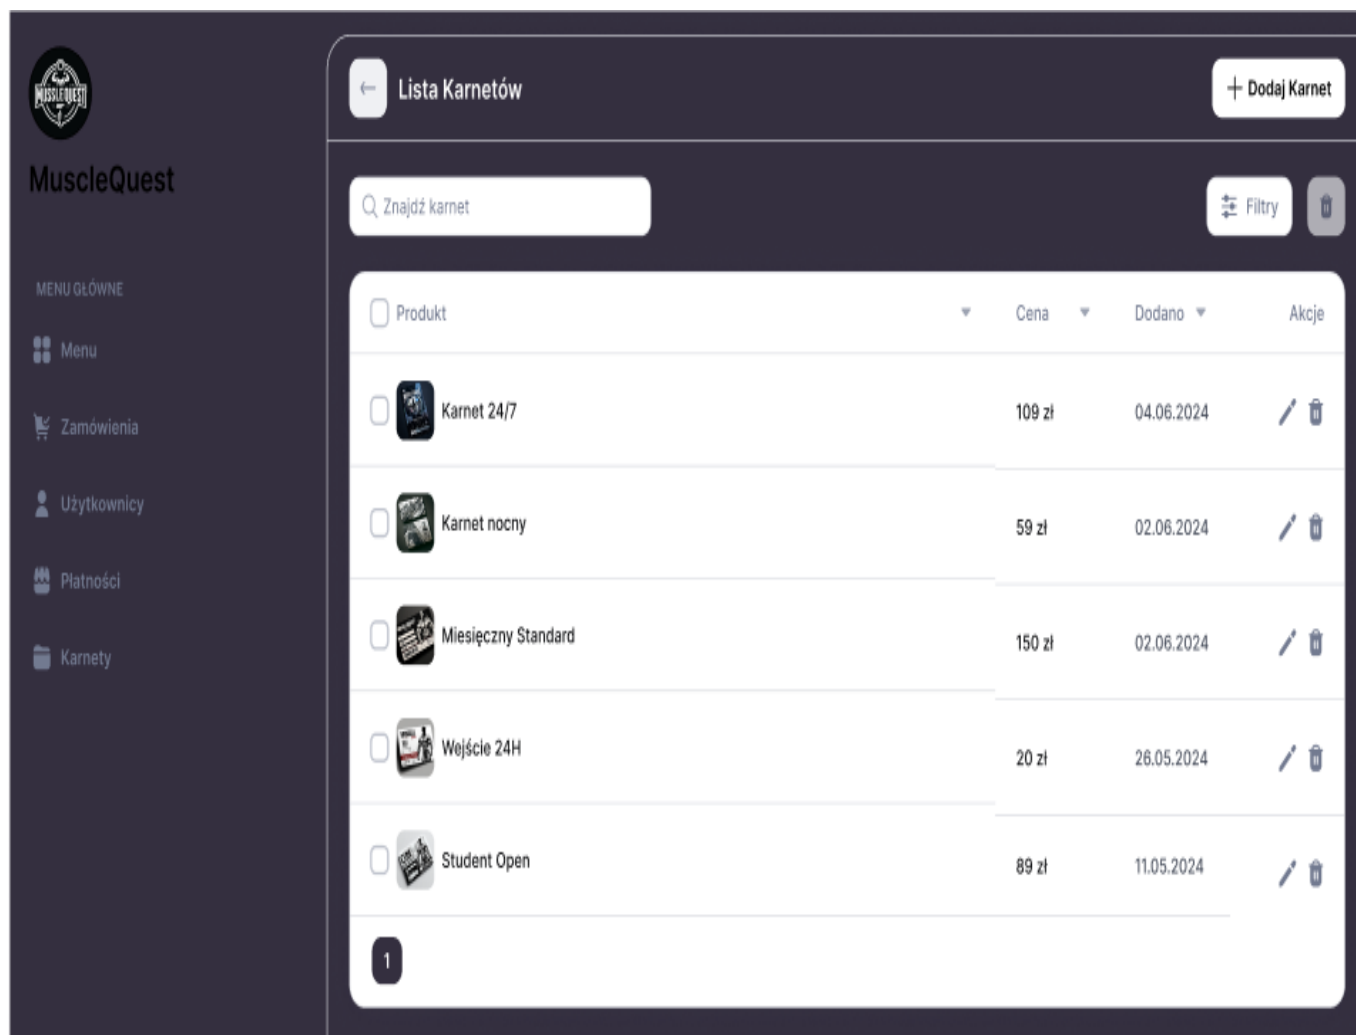 MUSSLEQUEST
MuscleQuest
MENU GŁÓWNE
Menu
Zamówienia
Użytkownicy
Płatności
Karnety
Lista Karnetów
Dodaj Karnet
Znajdź karnet
Filtry
Produkt Cena Dodano Akcje
Karnet 24/7 109 zł 04.06.2024
Karnet nocny 59 zł 02.06.2024
Miesięczny Standard 150 zł 02.06.2024
Wejście 24H 20 zł 26.05.2024
Student Open 89 zł 11.05.2024
1